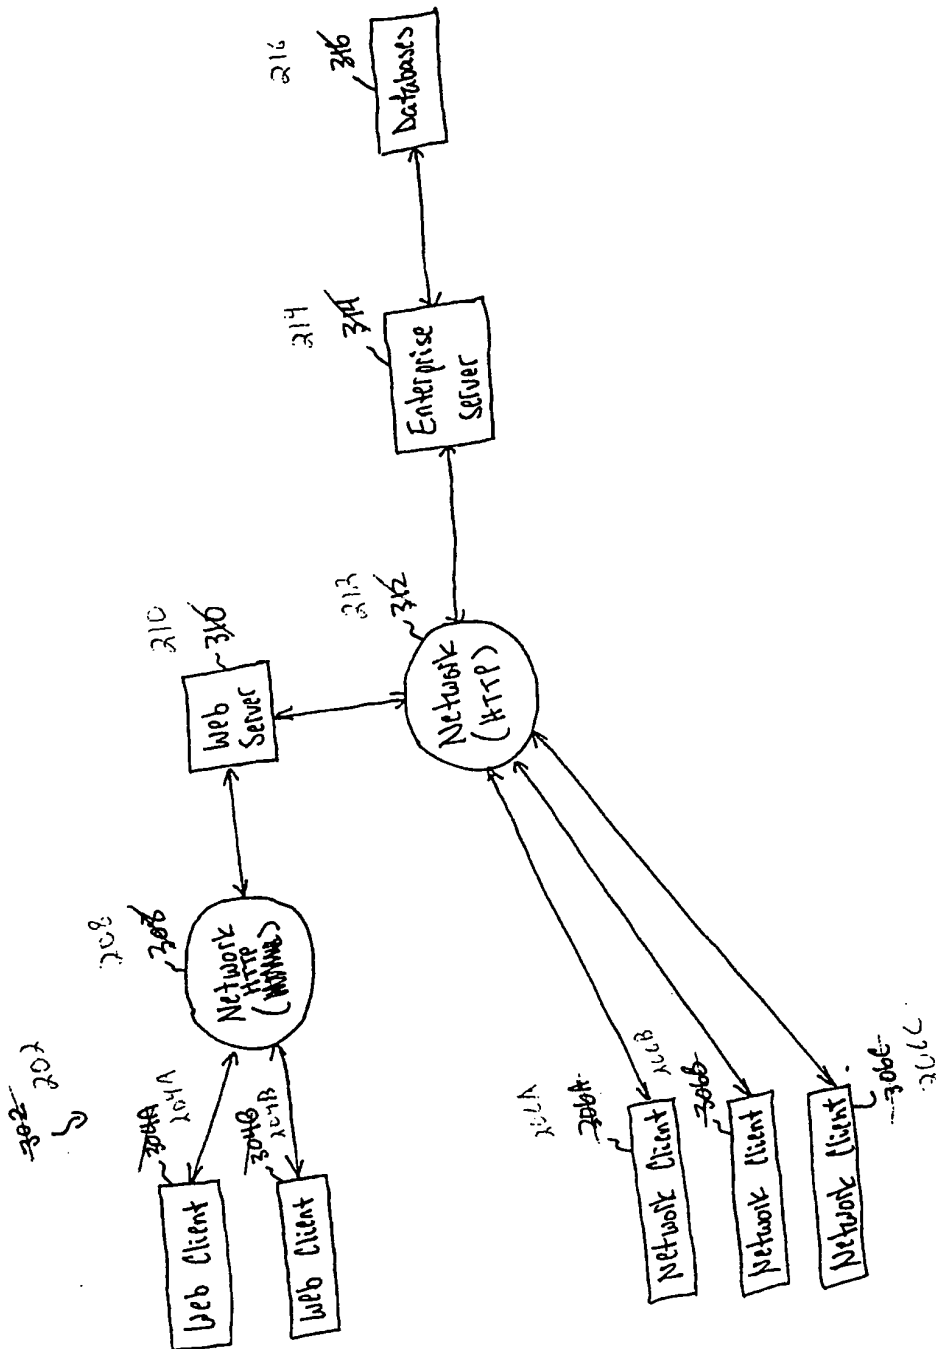 302
202
304A
204A
Web Client
304B
204B
Web Client
208
308
Network
HTTP
210
310
Web
Server
212
312
Network
(HTTP)
214
314
Enterprise
Server
216
316
Databases
206A
306A
Network Client
206B
306B
Network Client
306C
206C
Network Client